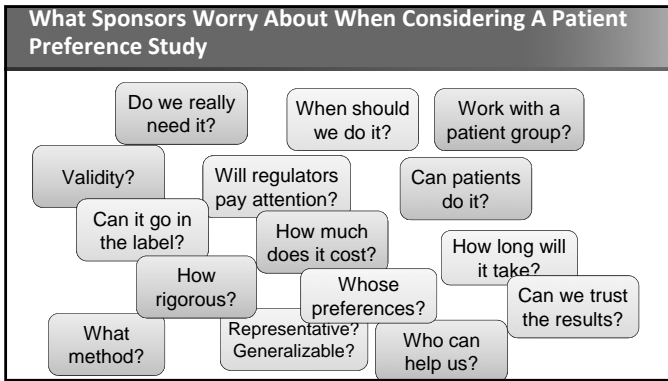 What Sponsors Worry About When Considering A Patient
Preference Study
Do we really
need it?
When should
we do it?
Work with a
patient group?
Validity?
Will regulators
pay attention?
Can patients
do it?
Can it go in
the label?
How much
does it cost?
How long will
it take?
How
rigorous?
Whose
preferences?
Can we trust
the results?
What
method?
Representative?
Generalizable?
Who can
help us?